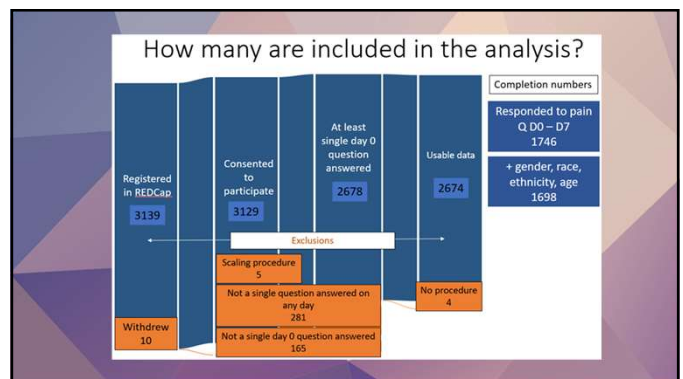 How many are included in the analysis?
Completion numbers
Responded to pain
Q D0 – D7
1746
+ gender, race,
ethnicity, age
1698
Registered
in REDCap
3139
Consented
to
participate
3129
At least
single day 0
question
answered
2678
Usable data
2674
Exclusions
Scaling procedure
5
Not a single question answered on
any day
281
Not a single day 0 question answered
165
No procedure
4
Withdrew
10